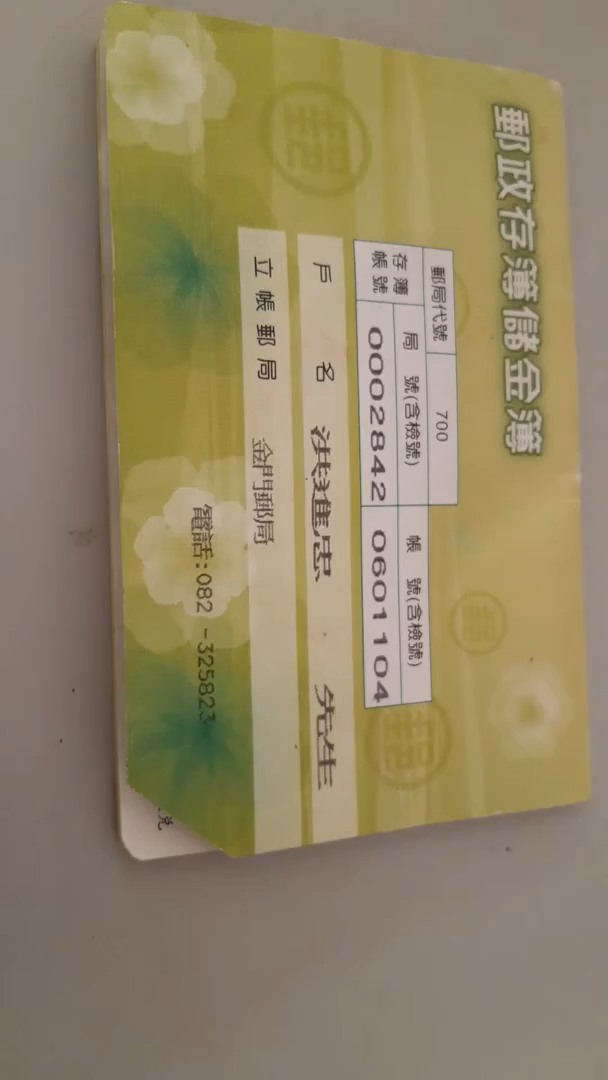 郵政存簿儲金簿
郵局代號 700
存簿帳號 局 號(含檢號) 帳 號(含檢號)
0002842 0601104
戶 名 洪進忠 先生
立帳郵局 金門郵局
電話:082 -325823
兌